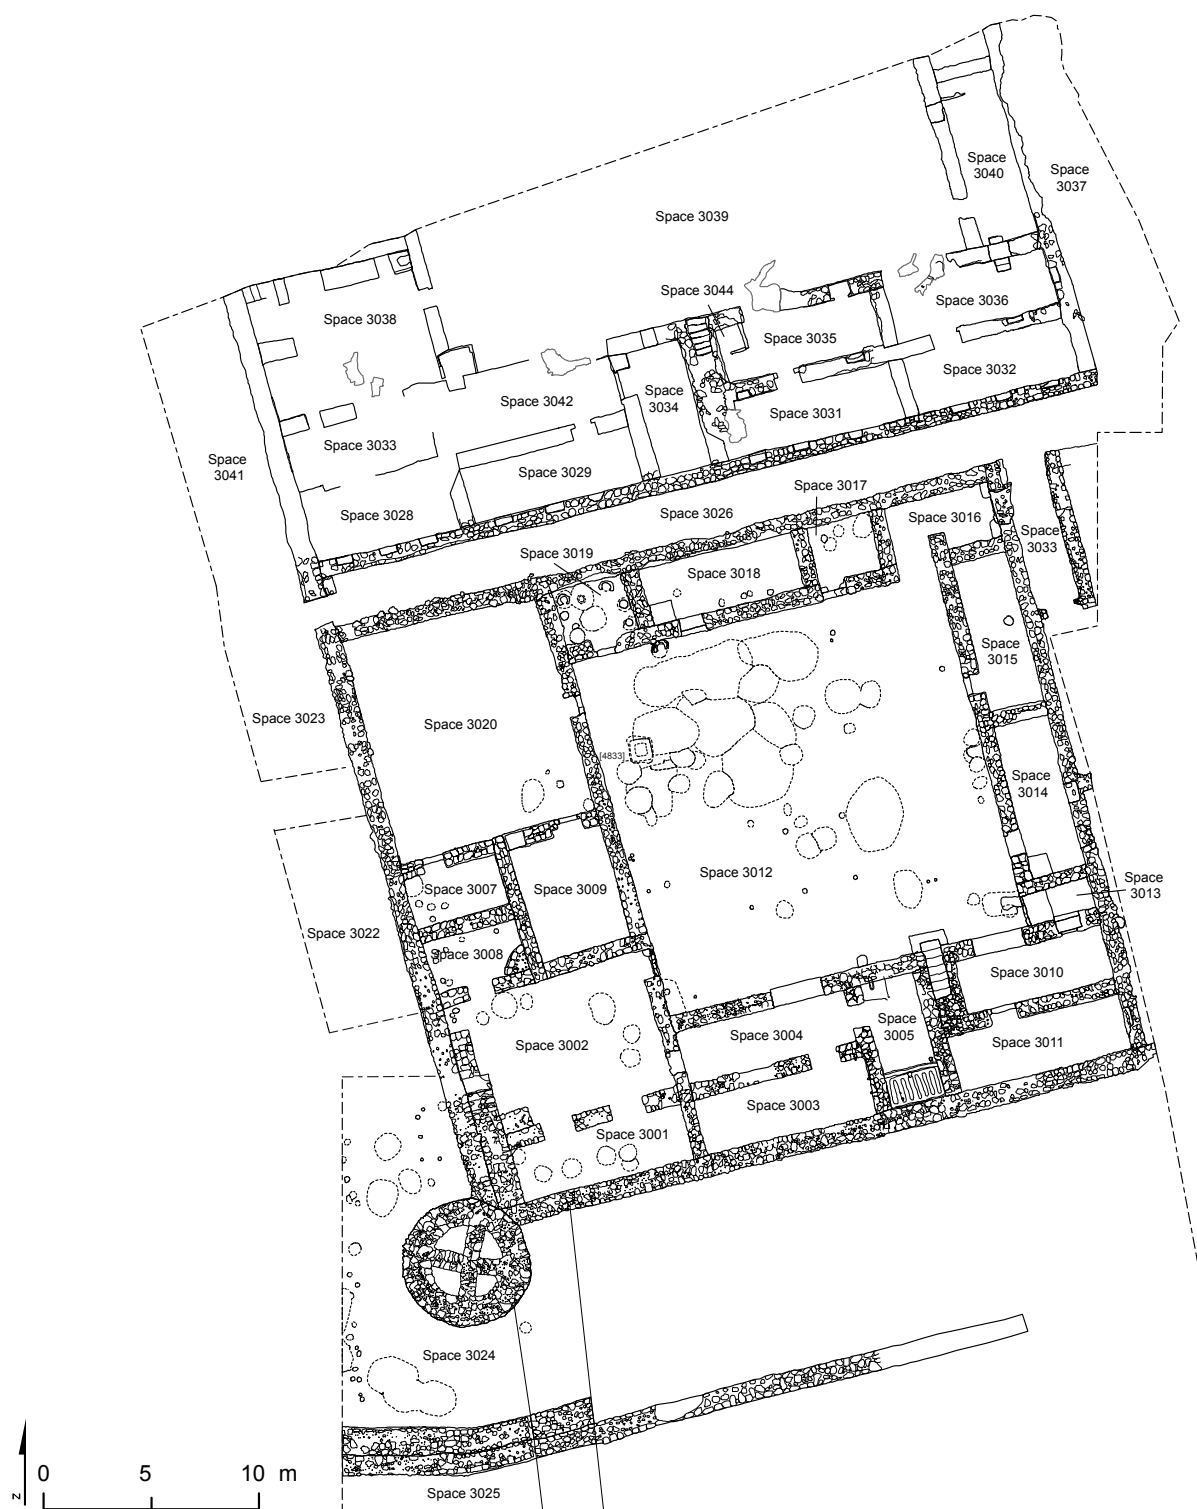 Space
3040
Space
3037
Space 3039
Space 3044
Space 3036
Space 3038
Space 3035
Space 3032
Space 3042
Space
3034
Space 3031
Space 3033
Space
3041
Space 3029
Space 3017
Space 3028
Space 3026
Space 3016
Space
3033
Space 3019
Space 3018
Space
3015
Space 3023
Space 3020
[4833]
Space
3014
Space 3007
Space 3009
Space 3012
Space
3013
Space 3022
Space 3008
Space 3010
Space
3005
Space 3004
Space 3002
Space 3011
Space 3003
Space 3001
Space 3024
Space 3025
N
0 5 10 m